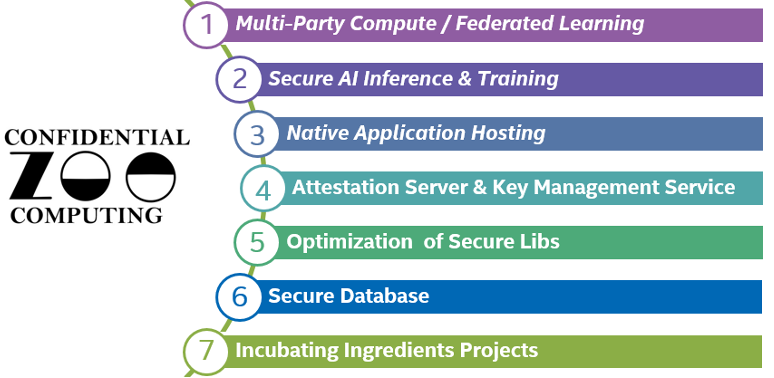 CONFIDENTIAL
ZOO
COMPUTING
1 Multi-Party Compute / Federated Learning
2 Secure AI Inference & Training
3 Native Application Hosting
4 Attestation Server & Key Management Service
5 Optimization of Secure Libs
6 Secure Database
7 Incubating Ingredients Projects